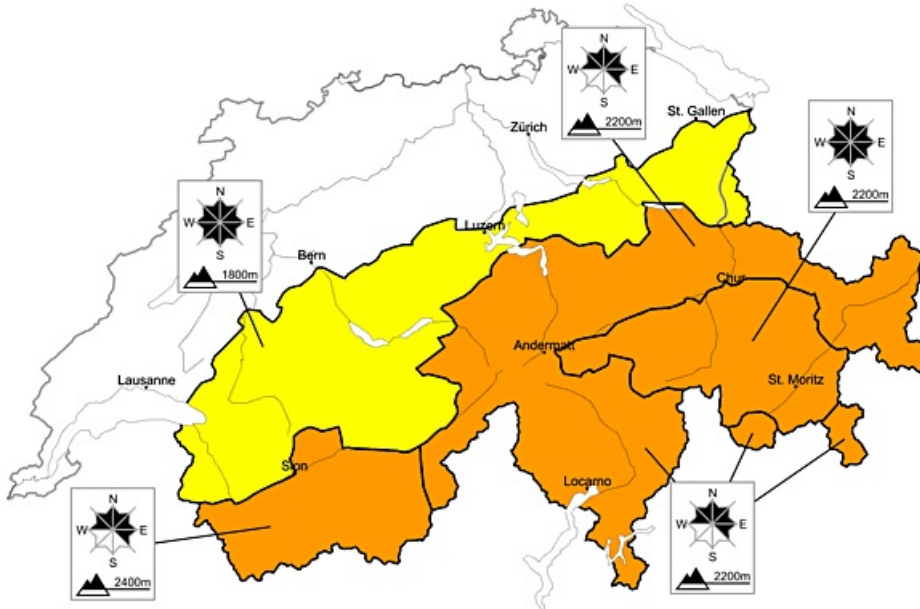 N
W E
S
2200m
St. Gallen
Zürich
N
W E
S
2200m
N
W E
S
1800m
Luzern
Bern
Chur
Andermatt
Lausanne
St. Moritz
Sion
Locarno
N
W E
S
2400m
N
W E
S
2200m